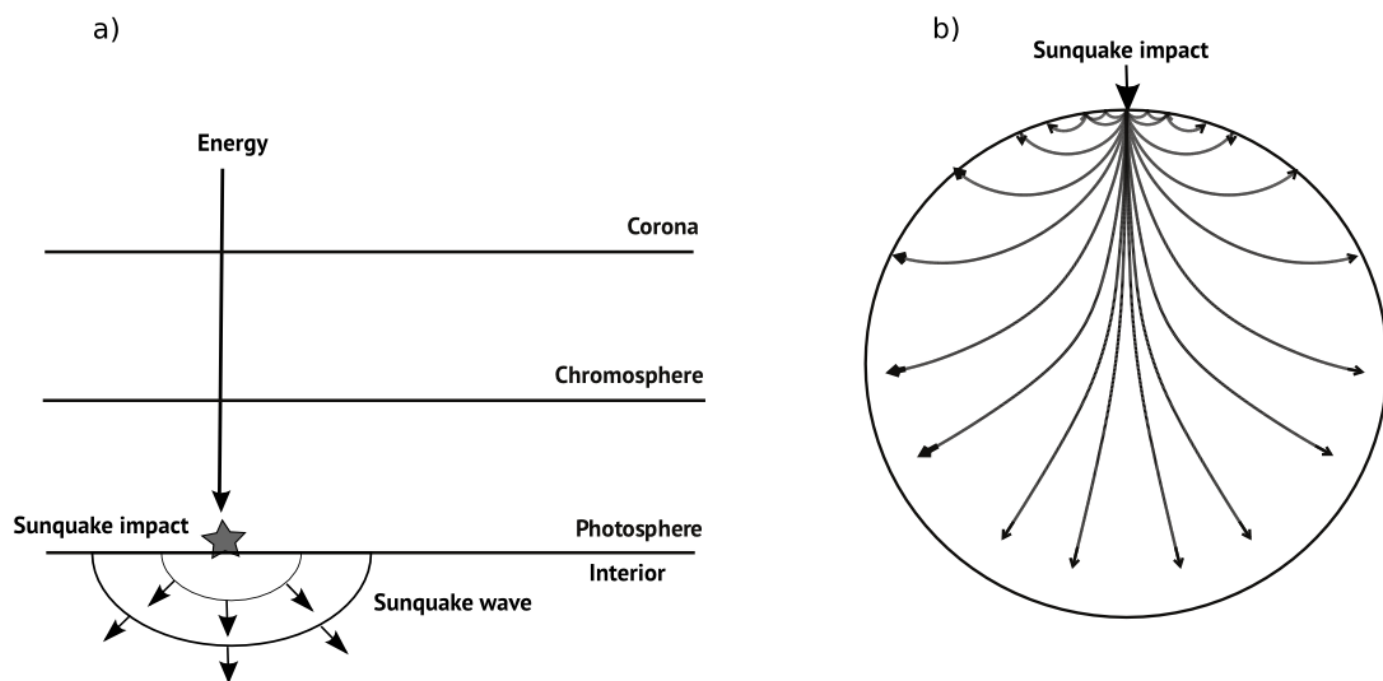 a)
Energy
Corona
Chromosphere
Sunquake impact
Photosphere
Interior
Sunquake wave
b)
Sunquake impact